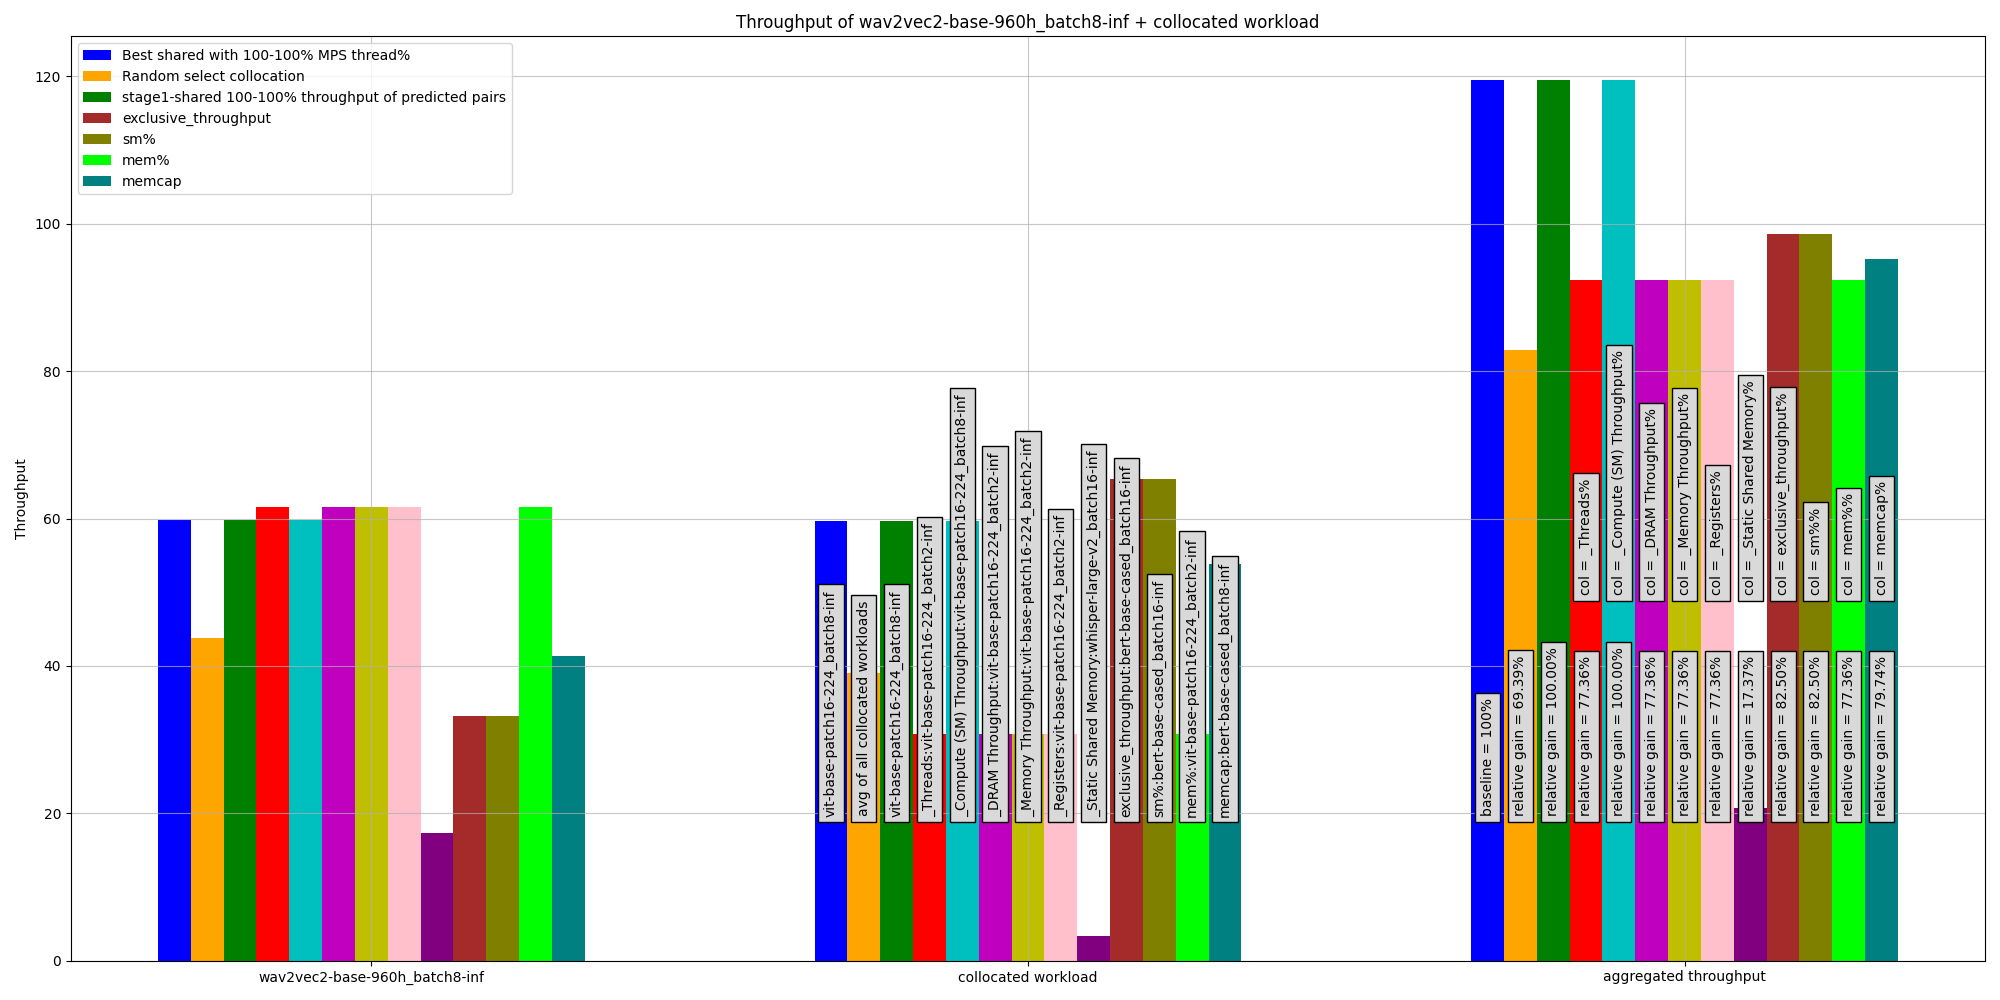 Throughput of wav2vec2-base-960h_batch8-inf + collocated workload
Best shared with 100-100% MPS thread%
Random select collocation
stage1-shared 100-100% throughput of predicted pairs
exclusive_throughput
sm%
mem%
memcap
Throughput
120
100
80
60
40
20
0
vit-base-patch16-224_batch8-inf
avg of all collocated workloads
vit-base-patch16-224_batch8-inf
_Threads:vit-base-patch16-224_batch2-inf
_Compute (SM) Throughput:vit-base-patch16-224_batch8-inf
_DRAM Throughput:vit-base-patch16-224_batch2-inf
_Memory Throughput:vit-base-patch16-224_batch2-inf
_Registers:vit-base-patch16-224_batch2-inf
_Static Shared Memory:whisper-large-v2_batch16-inf
exclusive_throughput:bert-base-cased_batch16-inf
sm%:bert-base-cased_batch16-inf
mem%:vit-base-patch16-224_batch2-inf
memcap:bert-base-cased_batch8-inf
col = _Threads%
col = _Compute (SM) Throughput%
col = _DRAM Throughput%
col = _Memory Throughput%
col = _Registers%
col = _Static Shared Memory%
col = exclusive_throughput%
col = sm%%
col = mem%%
col = memcap%
baseline = 100%
relative gain = 69.39%
relative gain = 100.00%
relative gain = 77.36%
relative gain = 100.00%
relative gain = 77.36%
relative gain = 77.36%
relative gain = 77.36%
relative gain = 17.37%
relative gain = 82.50%
relative gain = 82.50%
relative gain = 77.36%
relative gain = 79.74%
wav2vec2-base-960h_batch8-inf
collocated workload
aggregated throughput